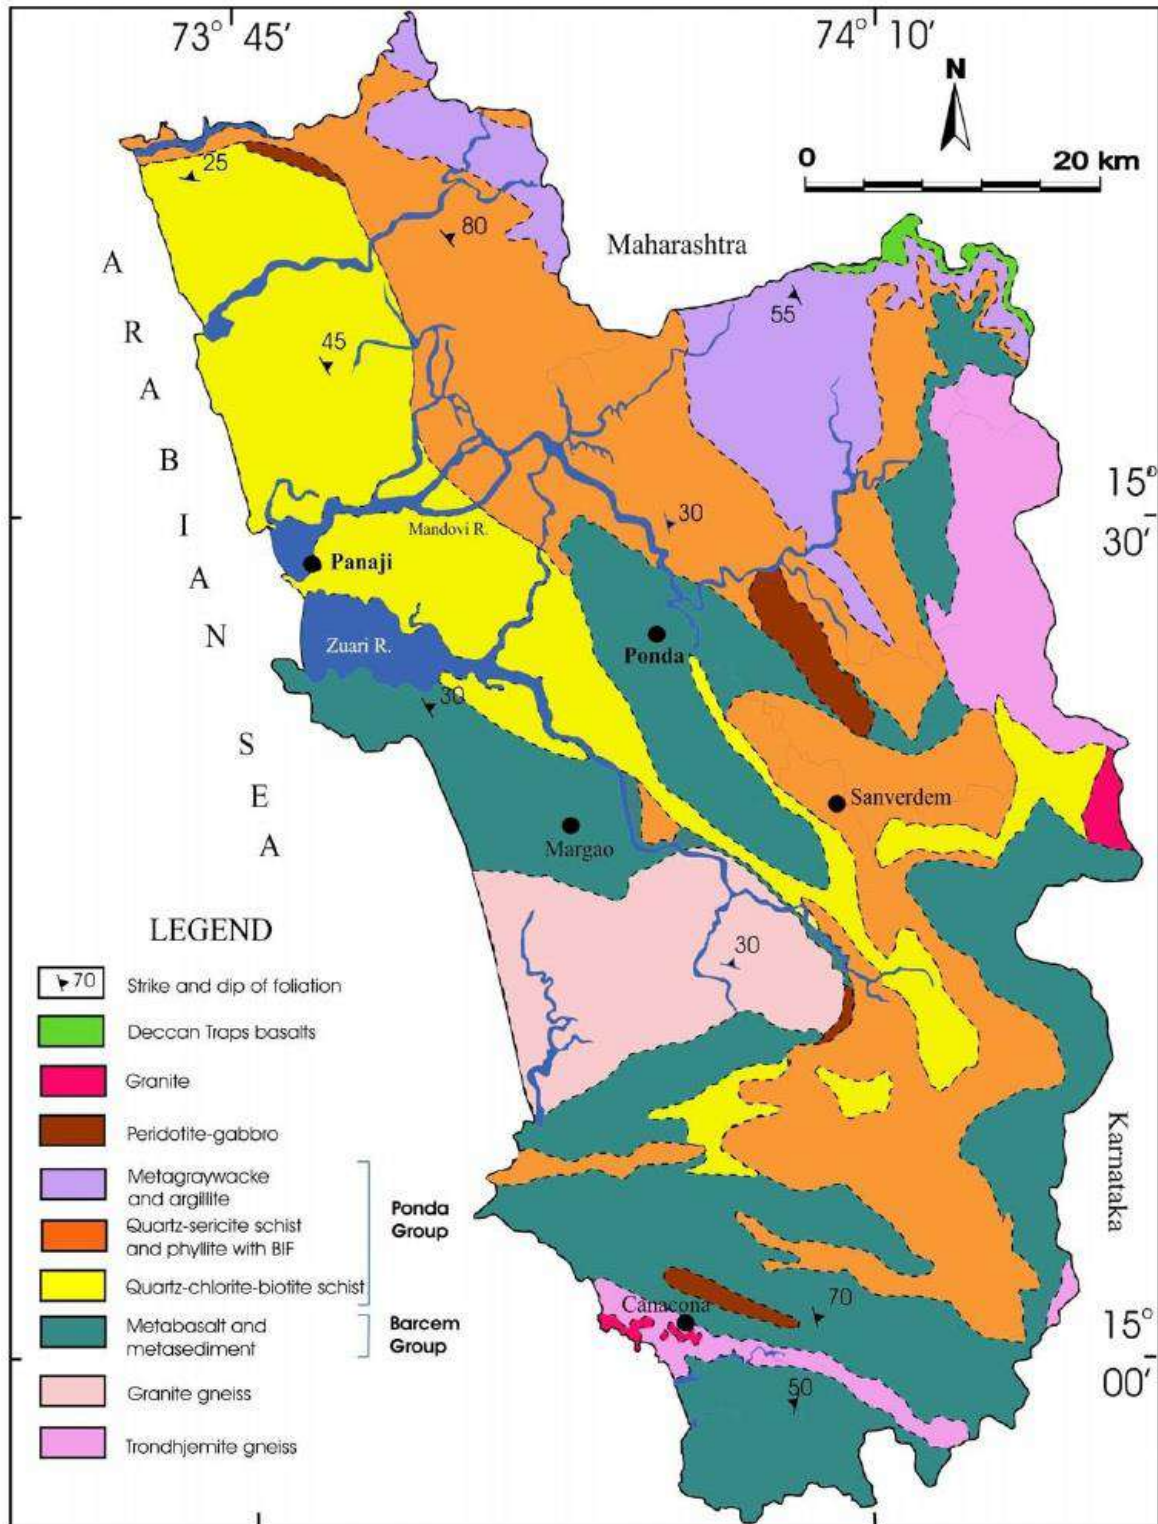 73° 45′
74° 10′
N
0 20 km
25
80
Maharashtra
55
45
A
R
A
B
I
A
N
S
E
A
15°
30′
30
Mandovi R.
Panaji
Zuari R.
Ponda
30
Sanverdem
Margao
30
LEGEND
70 Strike and dip of foliation
Deccan Traps basalts
Granite
Peridotite-gabbro
Metagraywacke
and argillite
Quartz-sericite schist
and phyllite with BIF
Quartz-chlorite-biotite schist
Ponda
Group
Metabasalt and
metasediment
Barcem
Group
Granite gneiss
Trondhjemite gneiss
Karnataka
Canacona
70
50
15°
00′